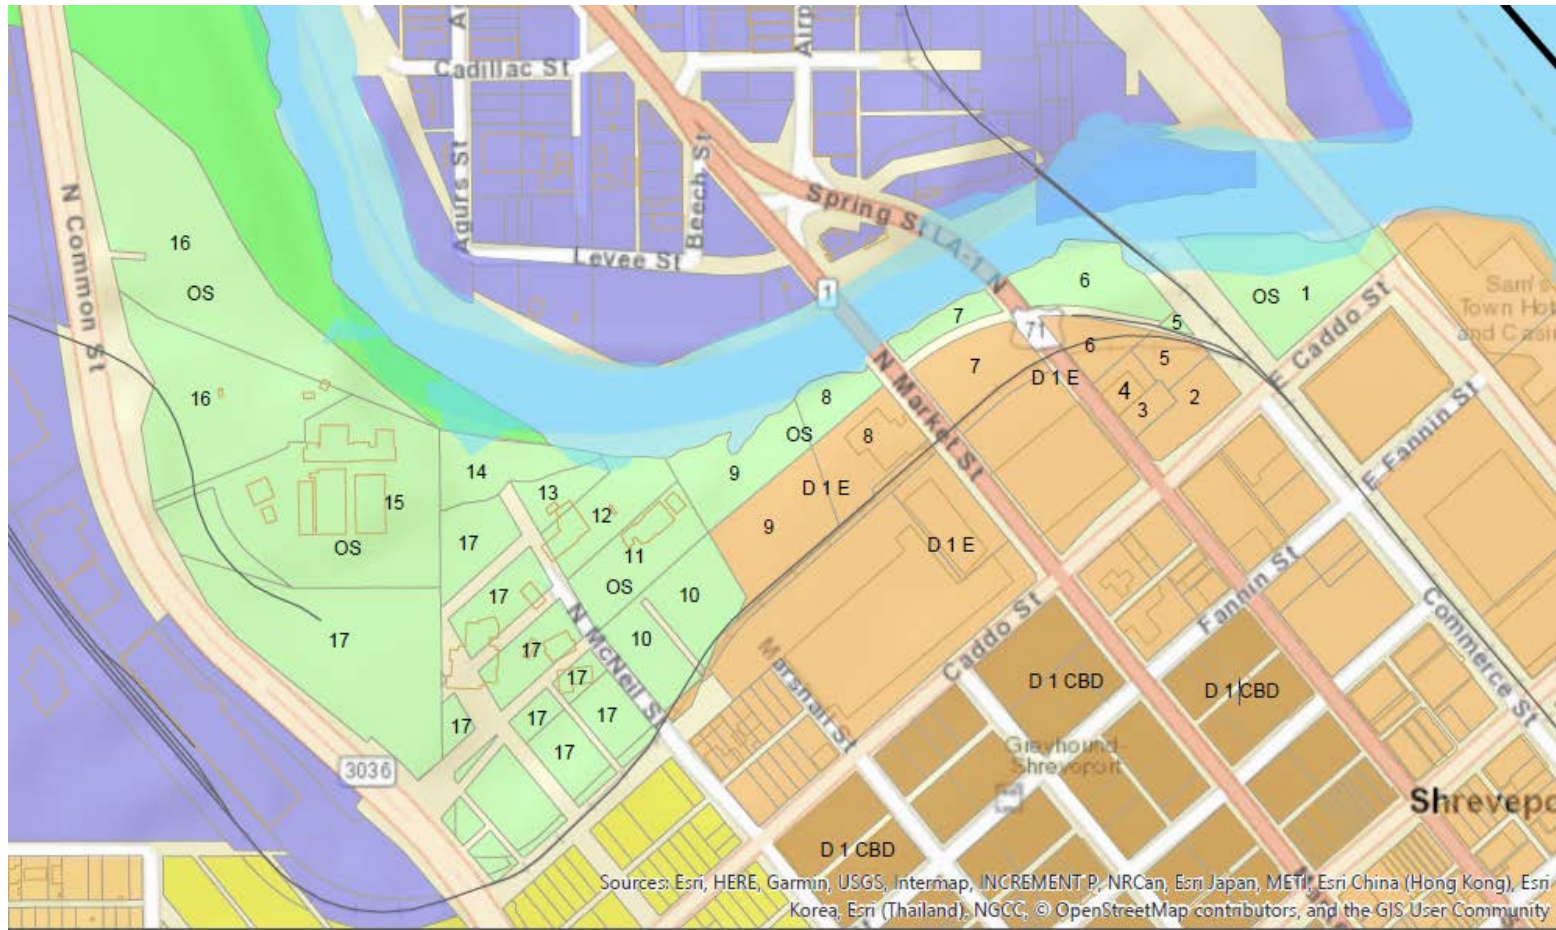 Cadillac St
Agurs St
Beech St
Levee St
Spring St LA-1 N
N Common St
16
OS
16
6
OS 1
E Caddo St
Town Hot
1
71
7
5
7
6
5
D 1 E
4
3
2
N Market St
8
OS
8
D 1 E
9
9
D 1 E
E Fannin St
14
13
12
15
OS
17
11
OS
10
10
17
17
17
N McNeil St
17
17
17
17
17
Marshall St
Caddo St
Fannin St
Commerce St
D 1 CBD
D 1 CBD
3036
Greyhound-
Shreveport
D 1 CBD
Sources: Esri, HERE, Garmin, USGS, Intermap, INCREMENT P, NRCan, Esri Japan, METI, Esri China (Hong Kong), Esri
Korea, Esri (Thailand), NGCC, © OpenStreetMap contributors, and the GIS User Community